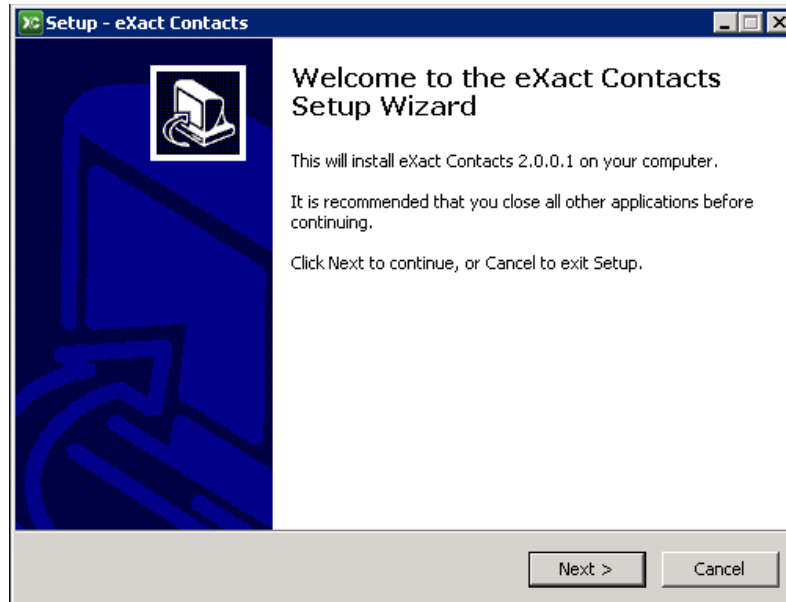 XC Setup - eXact Contacts
Welcome to the eXact Contacts
Setup Wizard
This will install eXact Contacts 2.0.0.1 on your computer.
It is recommended that you close all other applications before
continuing.
Click Next to continue, or Cancel to exit Setup.
Next >
Cancel